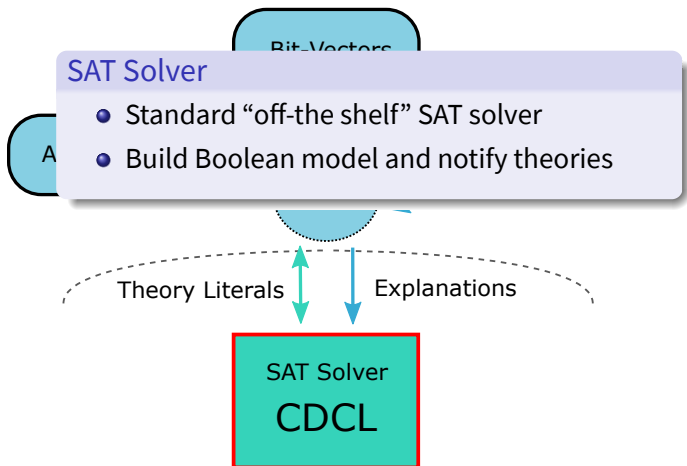 Bit-Vectors
SAT Solver
Standard “off-the shelf” SAT solver
A
Build Boolean model and notify theories
Theory Literals
Explanations
SAT Solver
CDCL